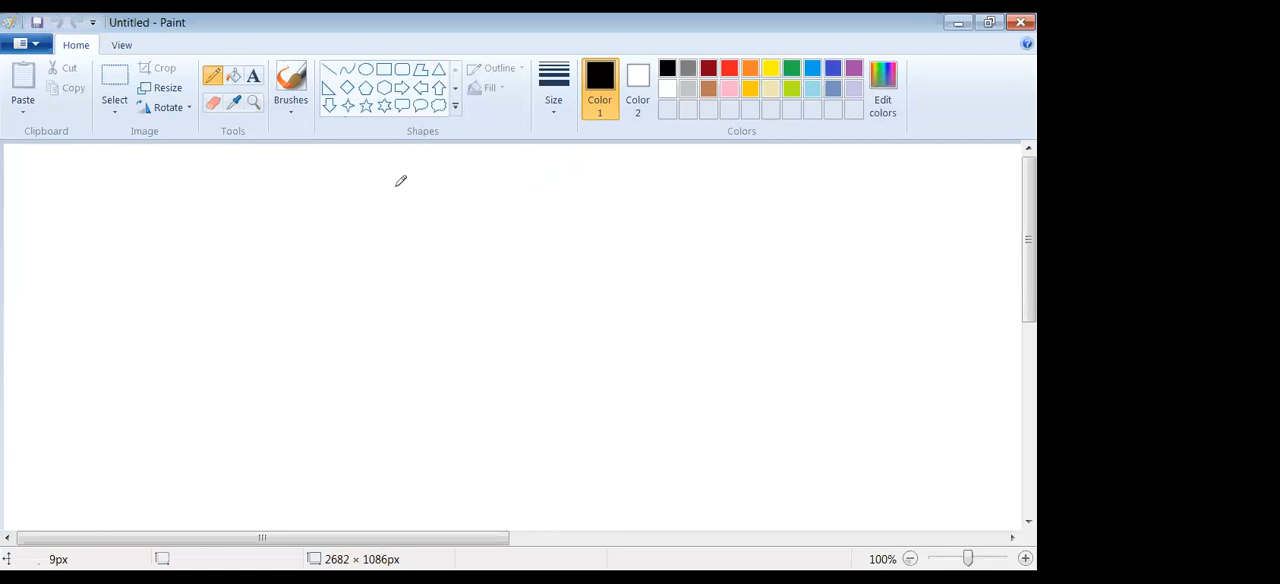 Untitled - Paint
Home View
Paste
Cut
Copy
Clipboard
Select
Crop
Resize
Rotate
Image
A
Tools
Brushes
Shapes
Outline
Fill
Size
Color 1
Color 2
Edit colors
Colors
9px
2682 × 1086px
100%